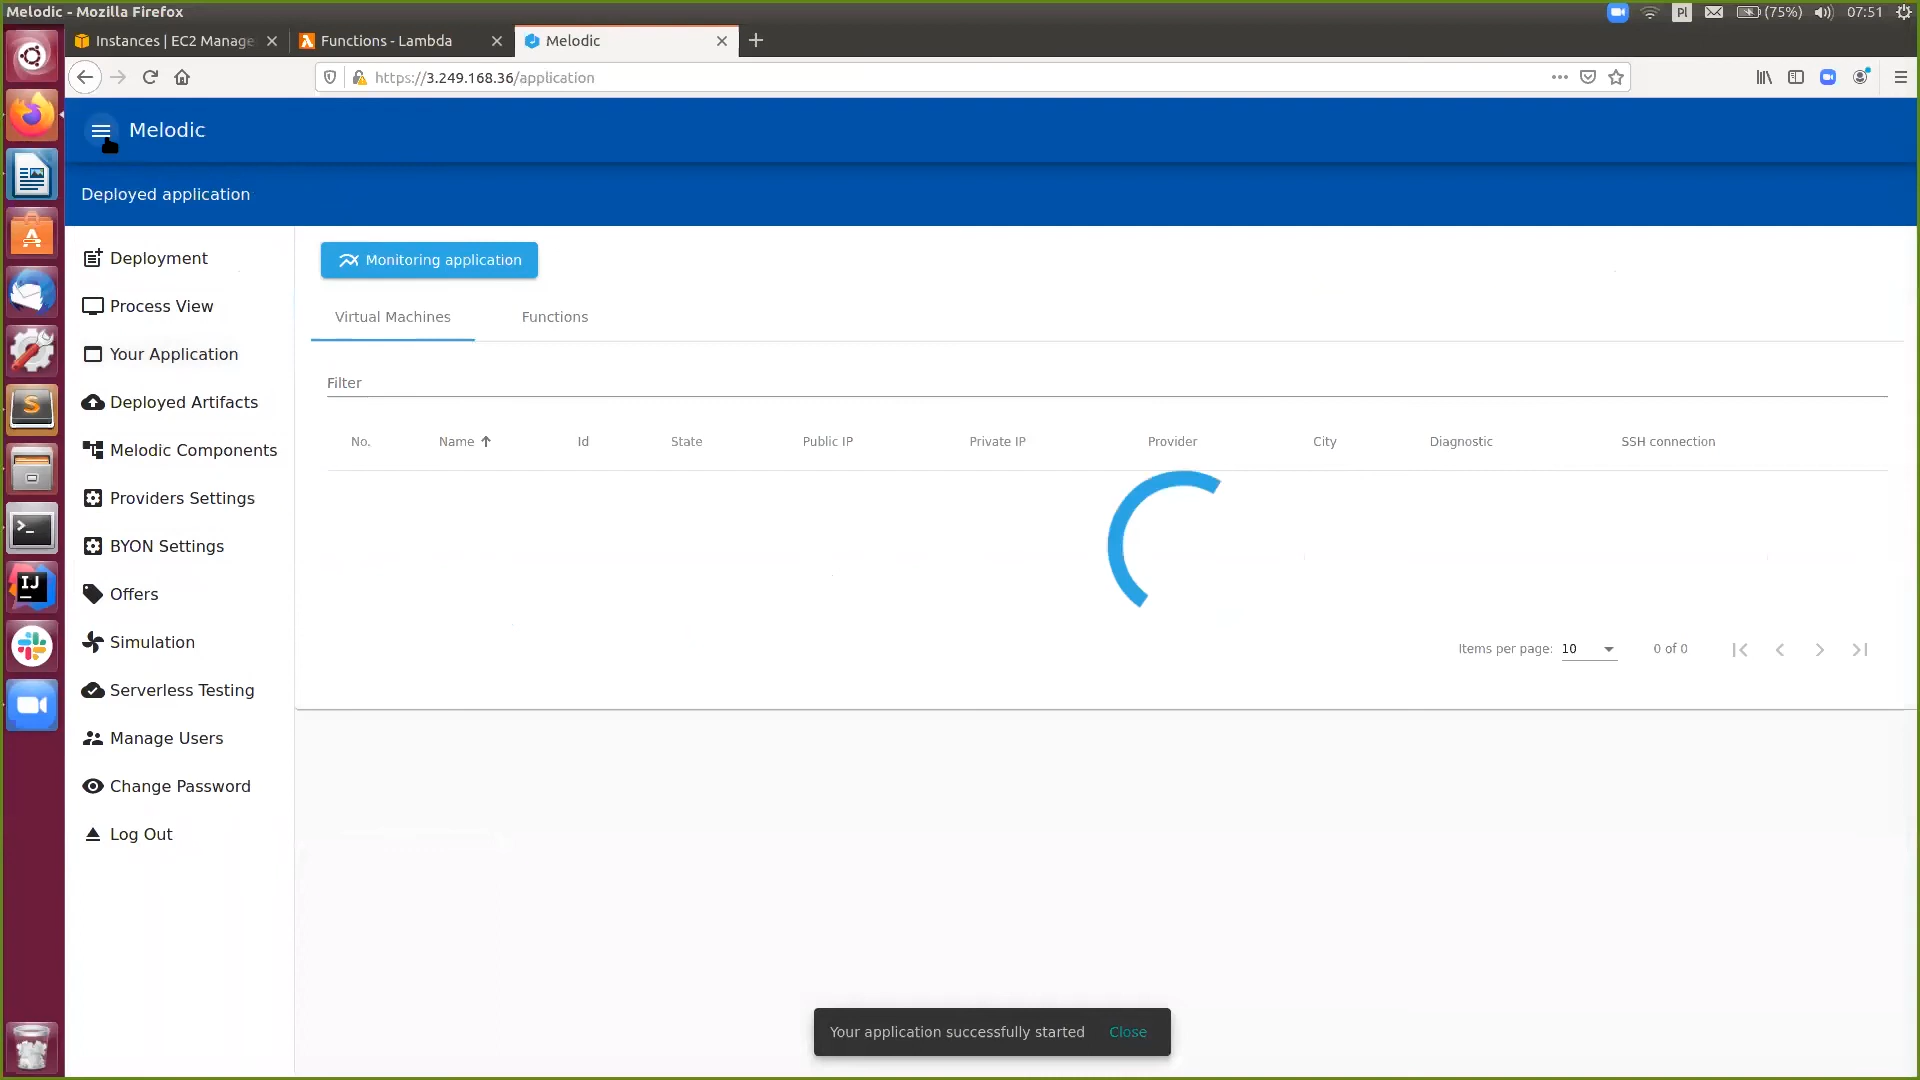 Melodic - Mozilla Firefox
Pl
(75%)
07:51
Instances | EC2 Manage
Functions - Lambda
Melodic
https://3.249.168.36/application
Melodic
Deployed application
Deployment
Process View
Your Application
Deployed Artifacts
Melodic Components
Providers Settings
BYON Settings
Offers
Simulation
Serverless Testing
Manage Users
Change Password
Log Out
Monitoring application
Virtual Machines
Functions
Filter
No.
Name
Id
State
Public IP
Private IP
Provider
City
Diagnostic
SSH connection
Items per page: 10
0 of 0
Your application successfully started
Close
IJ
S